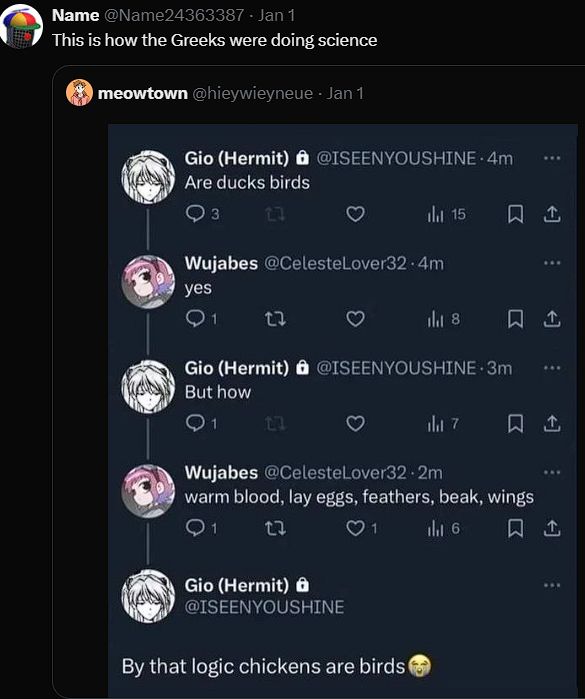 Name @Name24363387 · Jan 1
This is how the Greeks were doing science
meowtown @hieywieyneue · Jan 1
Gio (Hermit) @ISEENYOUSHINE · 4m
Are ducks birds
3 15
Wujabes @CelesteLover32 · 4m
yes
1 8
Gio (Hermit) @ISEENYOUSHINE · 3m
But how
1 7
Wujabes @CelesteLover32 · 2m
warm blood, lay eggs, feathers, beak, wings
1 1 6
Gio (Hermit)
@ISEENYOUSHINE
By that logic chickens are birds😭